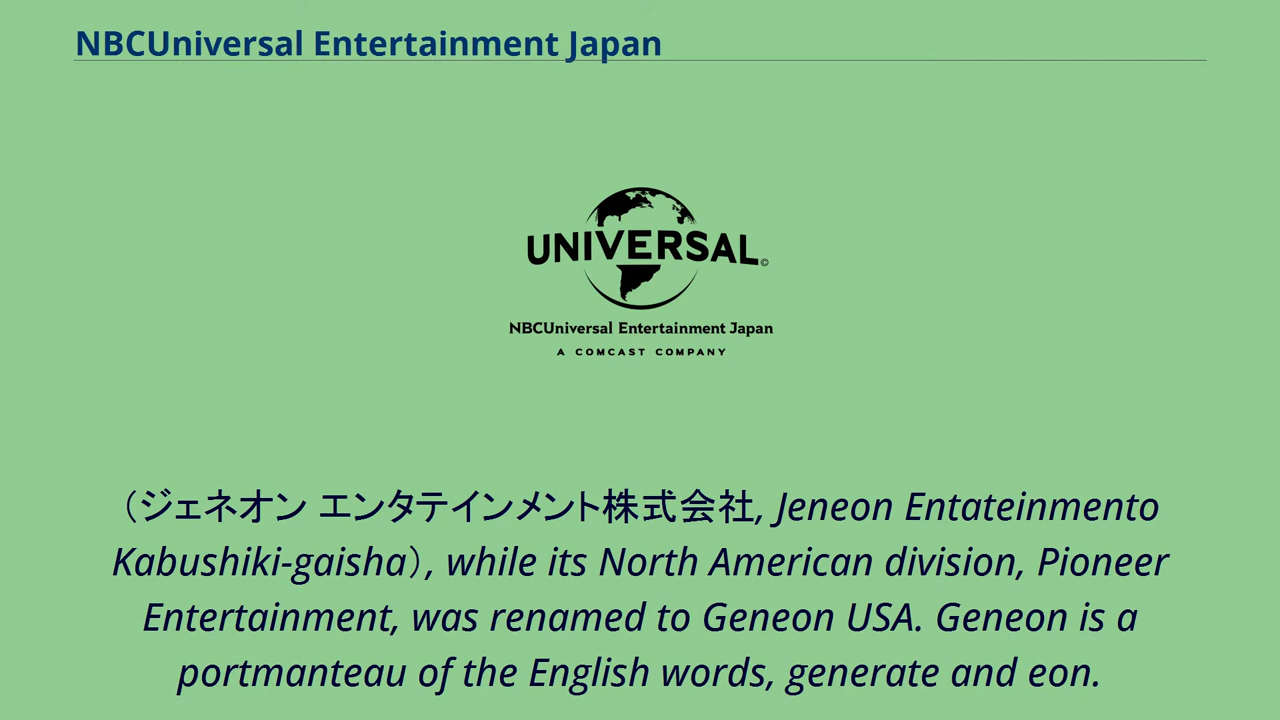 NBCUniversal Entertainment Japan
UNIVERSAL©
NBCUniversal Entertainment Japan
A COMCAST COMPANY
（ジェネオン エンタテインメント株式会社, Jeneon Entateinmento
Kabushiki-gaisha）, while its North American division, Pioneer
Entertainment, was renamed to Geneon USA. Geneon is a
portmanteau of the English words, generate and eon.